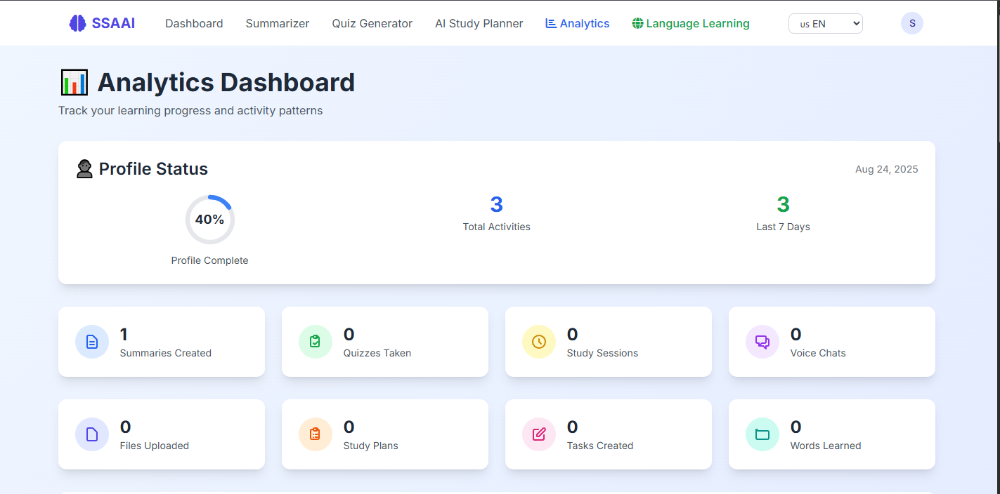 SSAAI Dashboard Summarizer Quiz Generator AI Study Planner Analytics Language Learning us EN S
Analytics Dashboard
Track your learning progress and activity patterns
Profile Status Aug 24, 2025
40% 3 3
Profile Complete Total Activities Last 7 Days
1 0 0 0
Summaries Created Quizzes Taken Study Sessions Voice Chats
0 0 0 0
Files Uploaded Study Plans Tasks Created Words Learned